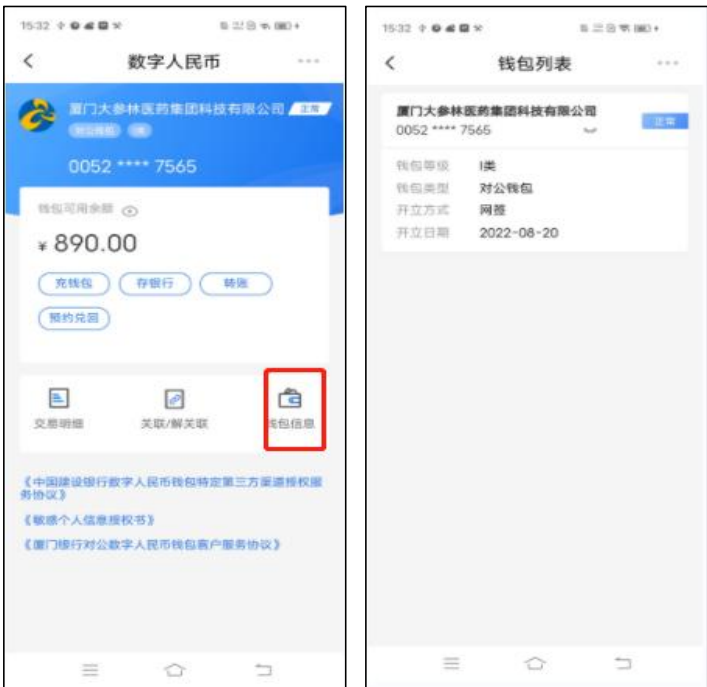 15:32
数字人民币
厦门大参林医药集团科技有限公司
正常
对公钱包
0052 **** 7565
钱包可用余额
¥ 890.00
充钱包
存银行
转账
预约兑回
交易明细
关联/解关联
钱包信息
《中国建设银行数字人民币钱包特定第三方渠道授权服
务协议》
《敏感个人信息授权书》
《厦门银行对公数字人民币钱包客户服务协议》
15:32
钱包列表
厦门大参林医药集团科技有限公司
0052 **** 7565
正常
钱包等级 I类
钱包类型 对公钱包
开立方式 网签
开立日期 2022-08-20